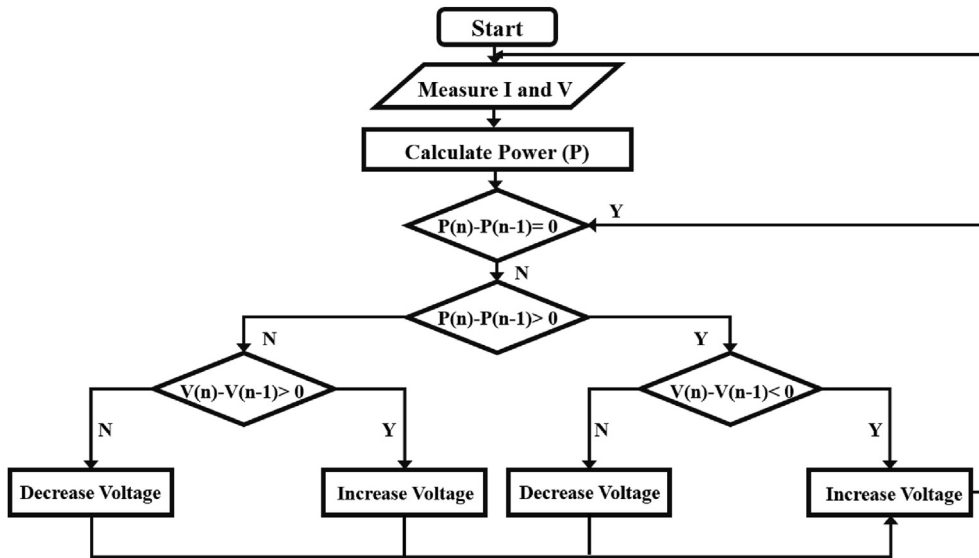 Start
Measure I and V
Calculate Power (P)
P(n)-P(n-1)= 0
Y
N
P(n)-P(n-1)> 0
N
Y
V(n)-V(n-1)> 0
V(n)-V(n-1)< 0
N
Y
N
Y
Decrease Voltage
Increase Voltage
Decrease Voltage
Increase Voltage